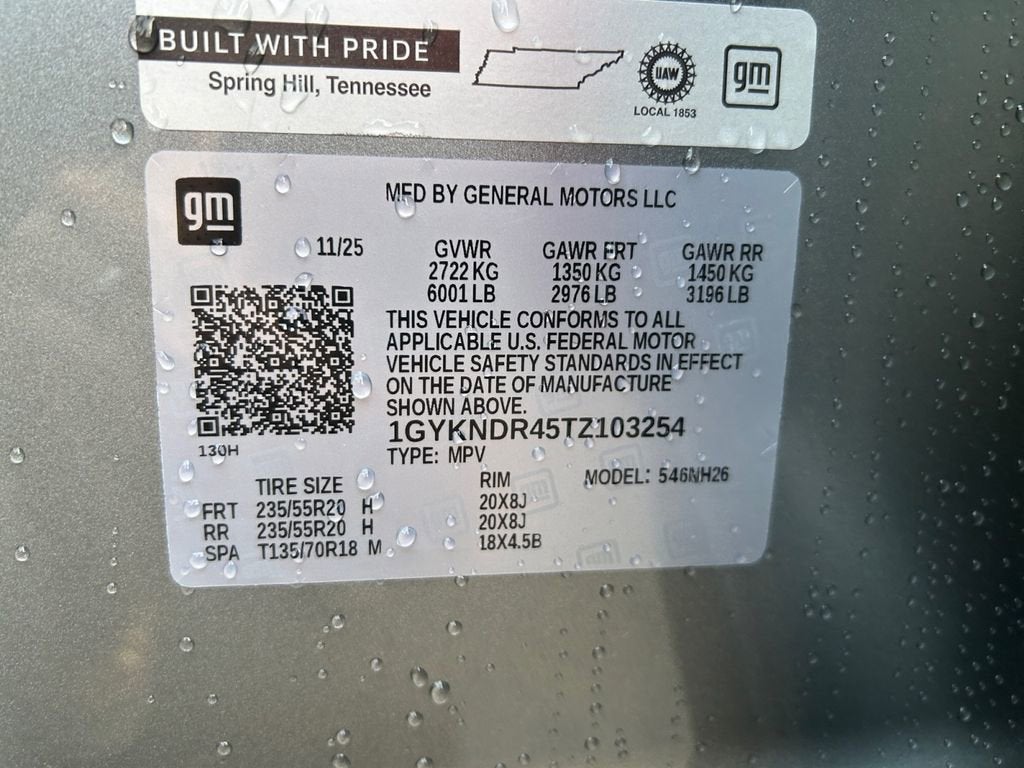 BUILT WITH PRIDE
Spring Hill, Tennessee
UAW
LOCAL 1853
gm
gm
MFD BY GENERAL MOTORS LLC
11/25 GVWR GAWR FRT GAWR RR
2722 KG 1350 KG 1450 KG
6001 LB 2976 LB 3196 LB
THIS VEHICLE CONFORMS TO ALL
APPLICABLE U.S. FEDERAL MOTOR
VEHICLE SAFETY STANDARDS IN EFFECT
ON THE DATE OF MANUFACTURE
SHOWN ABOVE.
1GYKNDR45TZ103254
130H
TYPE: MPV
TIRE SIZE RIM MODEL: 546NH26
FRT 235/55R20 H 20X8J
RR 235/55R20 H 20X8J
SPA T135/70R18 M 18X4.5B